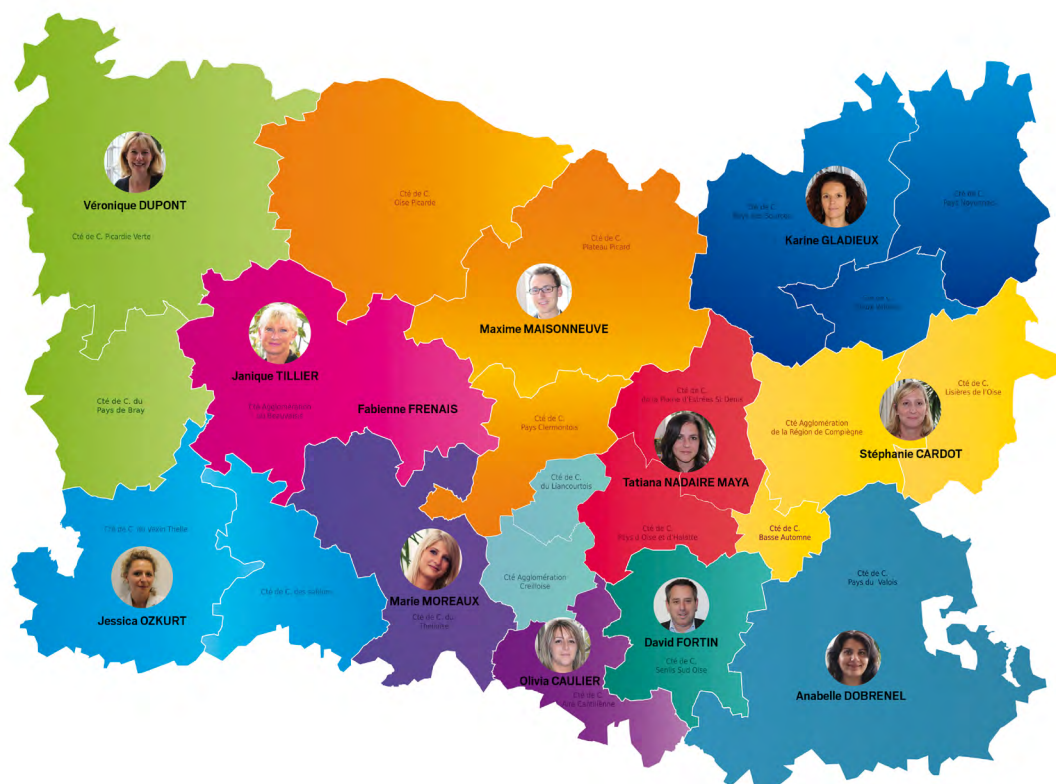 Véronique DUPONT
Cté de C. Picardie Verte
Cté de C.
Oise Picarde
Cté de C.
Plateau Picard
Maxime MAISONNEUVE
Cté de C.
Pays des Sources
Karine GLADIEUX
Cté de C.
Pays Noyonnais
Cté de C.
Janique TILLIER
Cté Agglomération
du Beauvaisis
Fabienne FRENAIS
Cté de C. du
Pays de Bray
Cté de C.
Pays Clermontois
Cté de C.
de la Plaine d'Estrées St Denis
Tatiana NADAIRE MAYA
Cté de C.
Pays d'Oise et d'Halatte
Cté Agglomération
de la Région de Compiègne
Cté de C.
Lisières de l'Oise
Stéphanie CARDOT
Cté de C.
Basse Automne
Cté de C.
du Liancourtois
Cté Agglomération
Creilloise
Cté de C. du Vexin Thelle
Jessica OZKURT
Cté de C. des Sablons
Marie MOREAUX
Cté de C. du
Olivia CAULIER
Cté de C.
Aire Cantilienne
David FORTIN
Cté de C.
Senlis Sud Oise
Cté de C.
Pays du Valois
Anabelle DOBRENEL